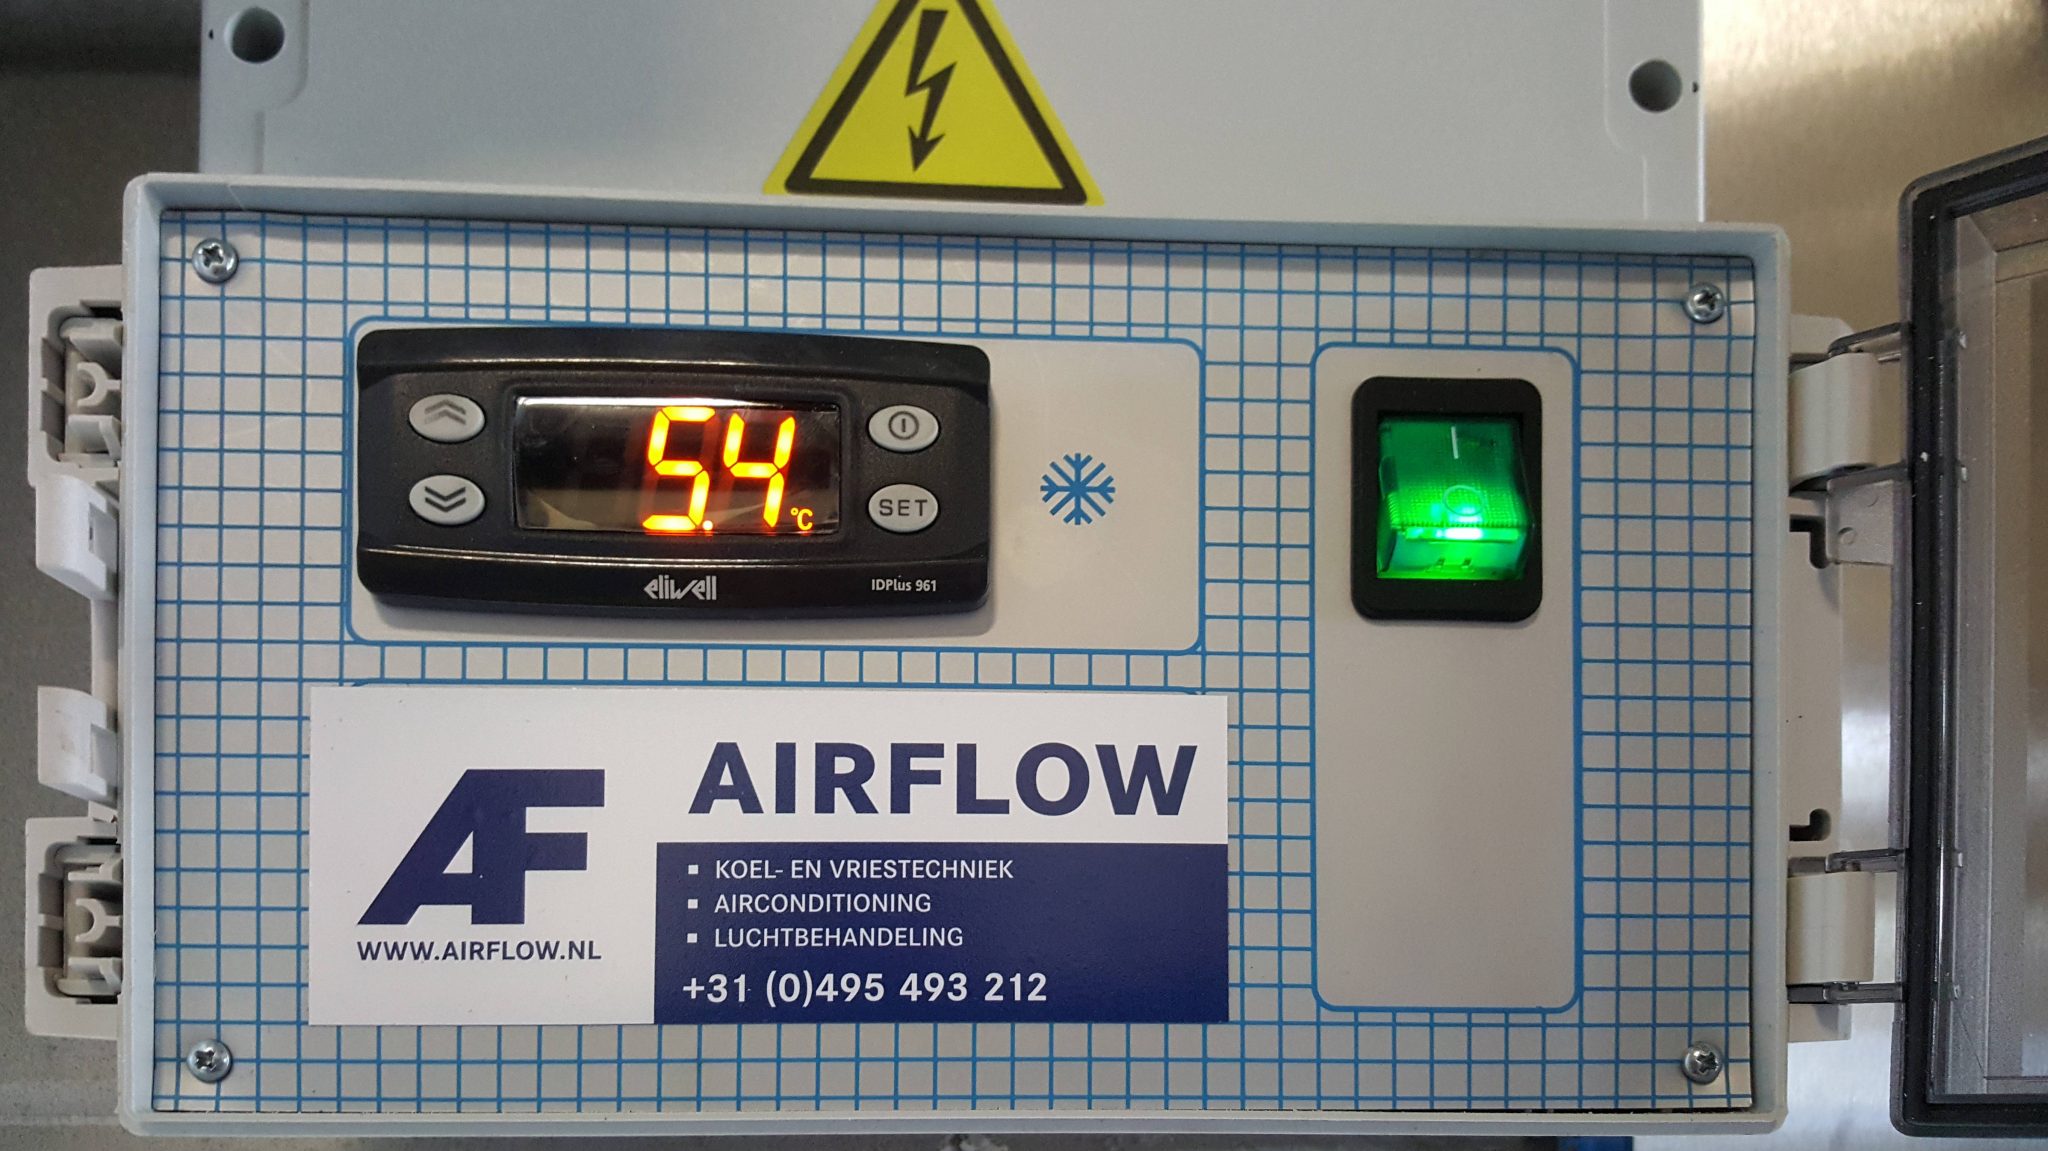 5.4 °C
SET
eliwell
IDPlus 961
AF
WWW.AIRFLOW.NL
AIRFLOW
▪ KOEL- EN VRIESTECHNIEK
▪ AIRCONDITIONING
▪ LUCHTBEHANDELING
+31 (0)495 493 212